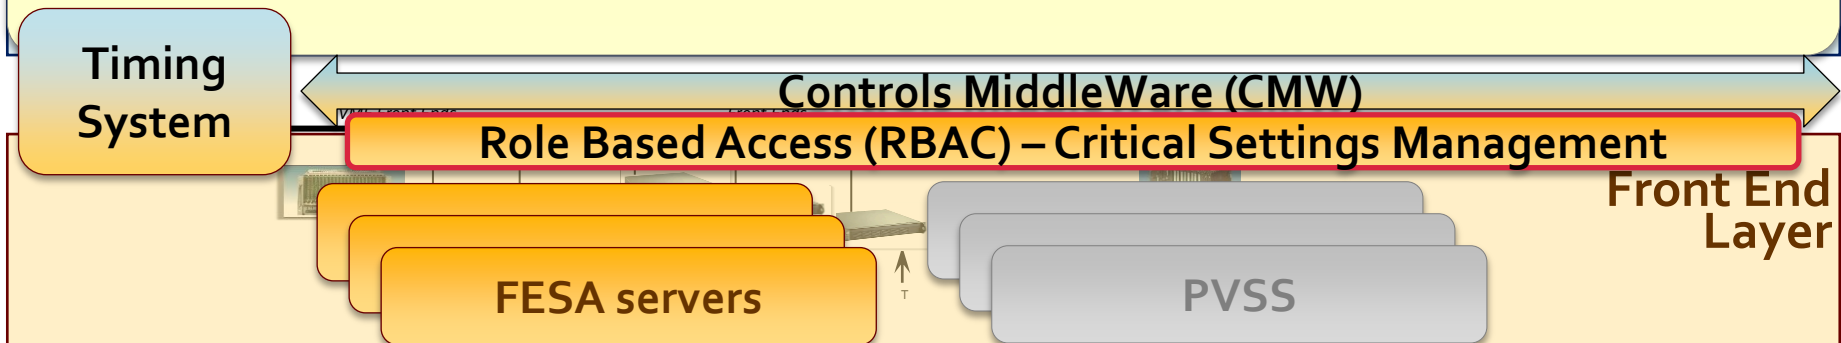 Timing
System
Controls MiddleWare (CMW)
Role Based Access (RBAC) – Critical Settings Management
Front End
Layer
FESA servers
PVSS
T